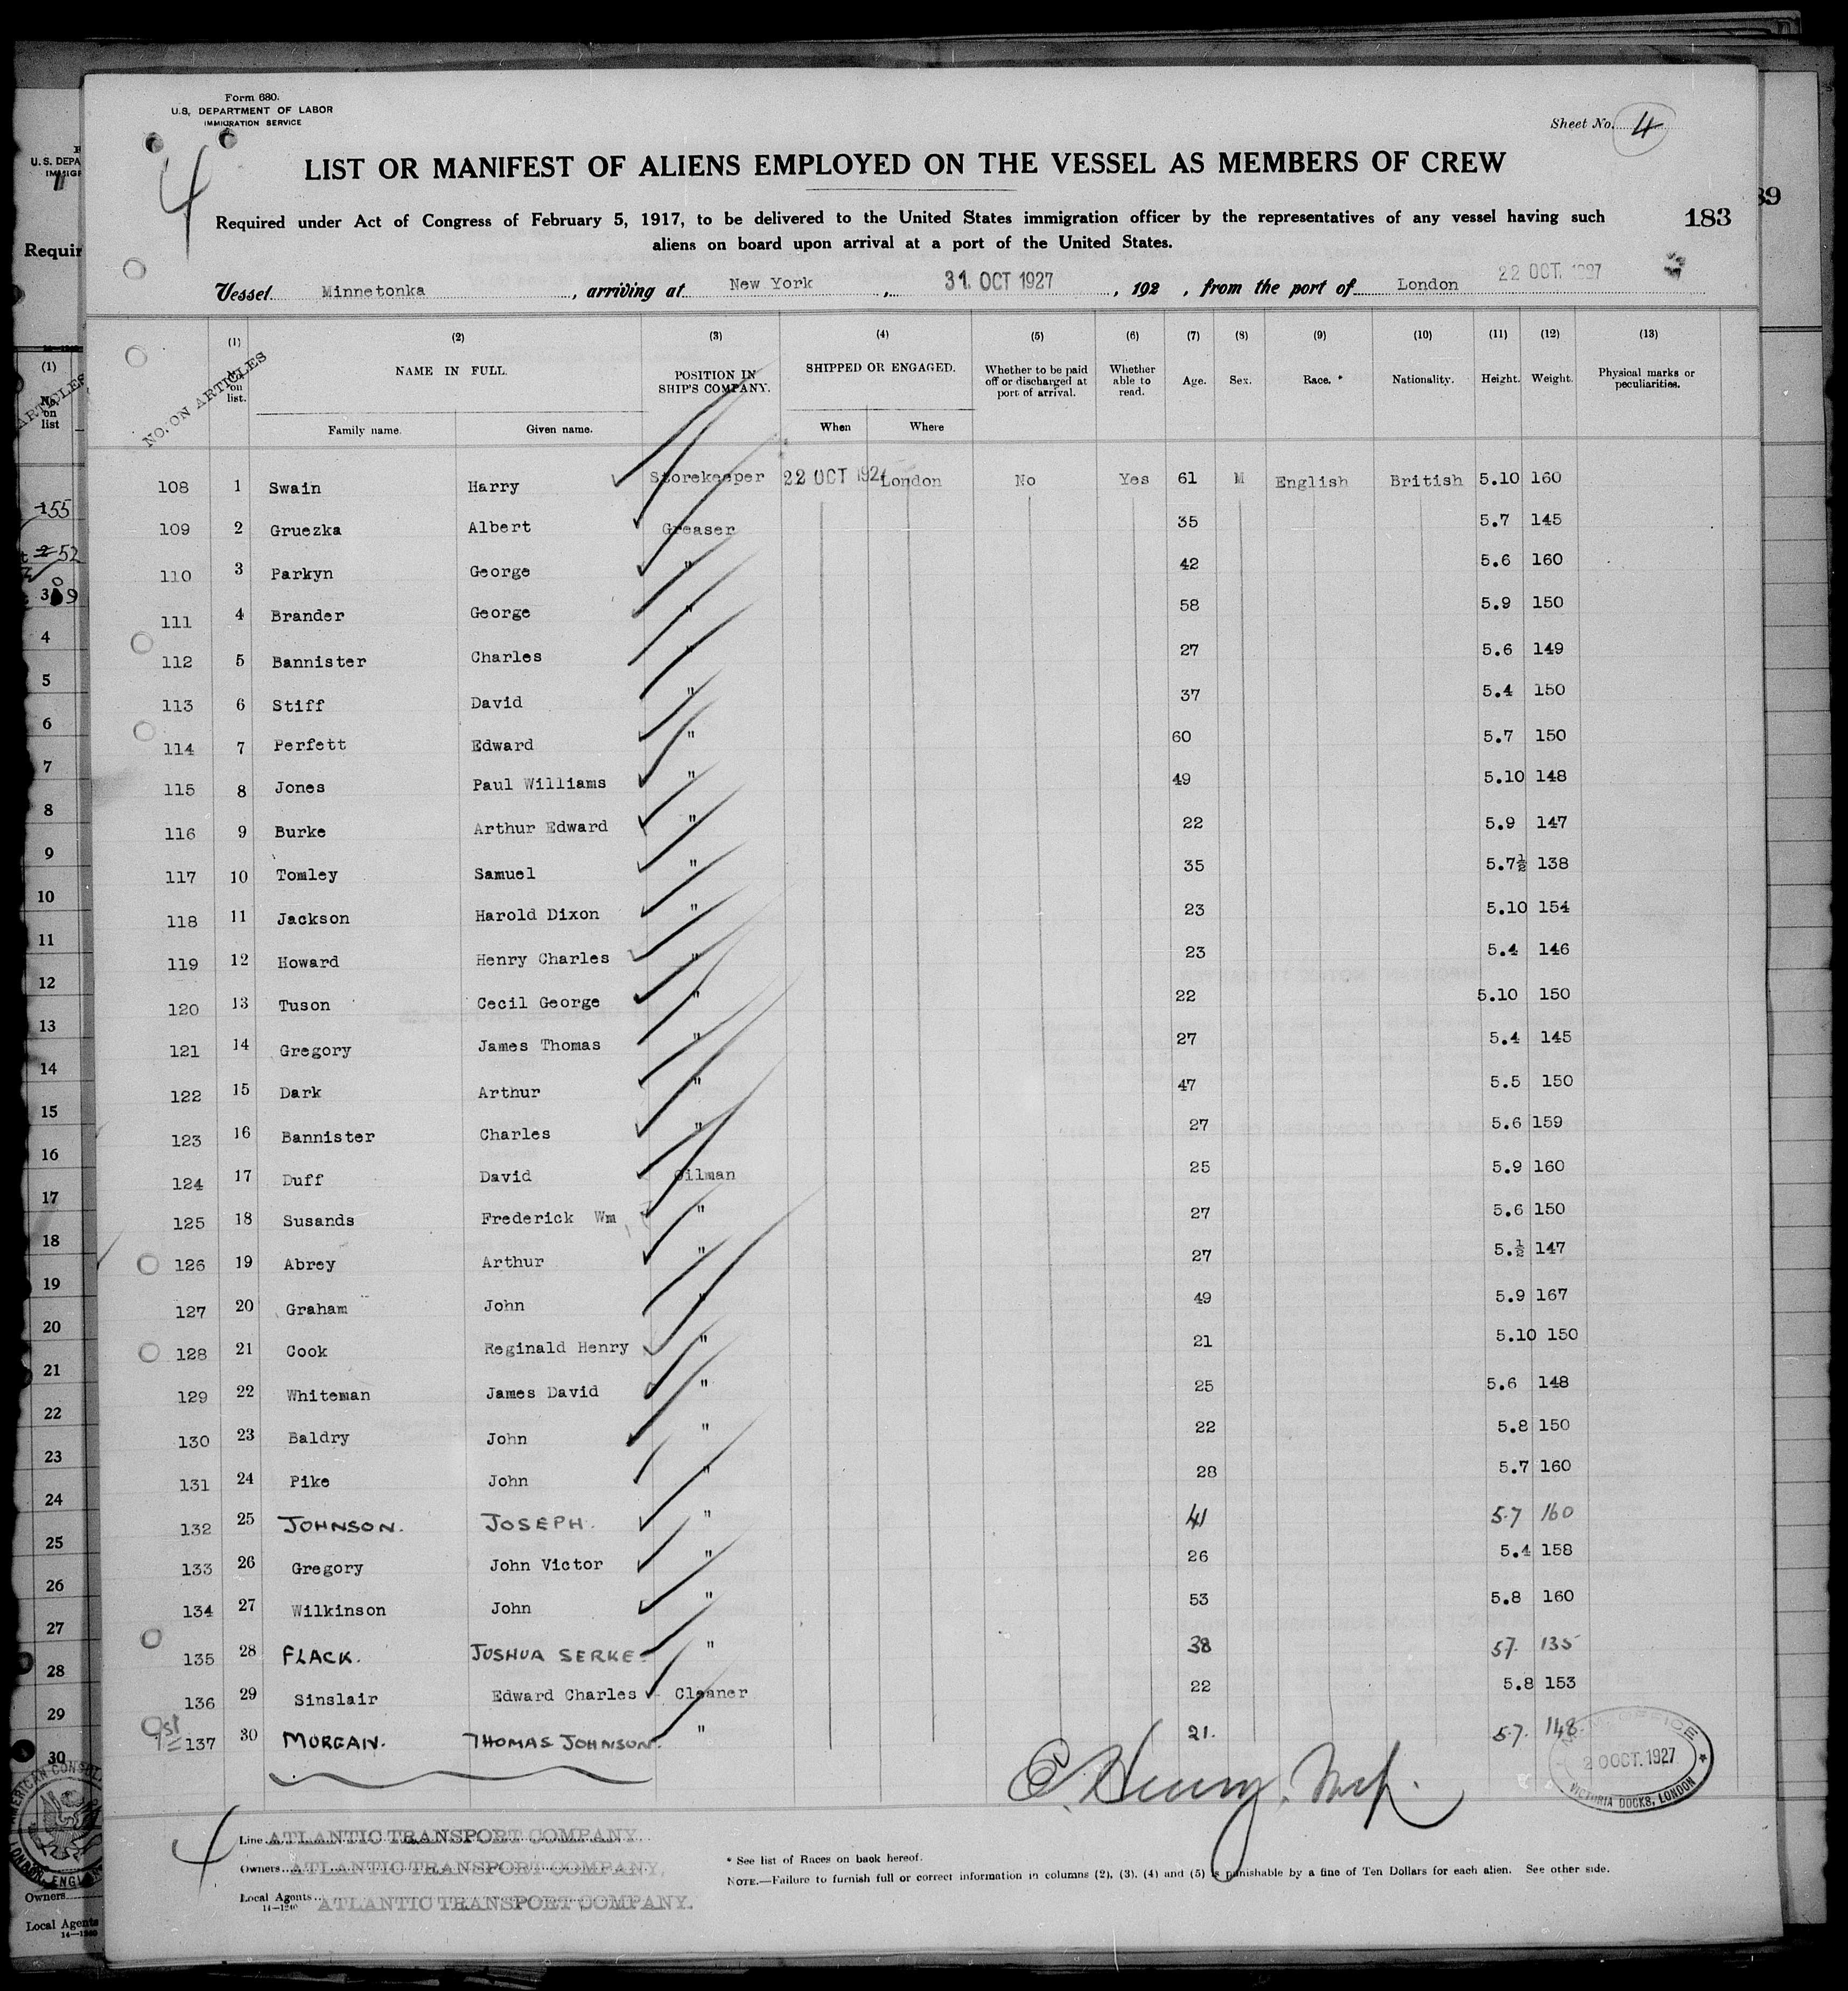 Form 680.
U.S. DEPARTMENT OF LABOR
IMMIGRATION SERVICE
Sheet No. 4
4
LIST OR MANIFEST OF ALIENS EMPLOYED ON THE VESSEL AS MEMBERS OF CREW
Required under Act of Congress of February 5, 1917, to be delivered to the United States immigration officer by the representatives of any vessel having such
aliens on board upon arrival at a port of the United States.
183
Vessel Minnetonka, arriving at New York, 31. OCT 1927, 192 , from the port of London 22 OCT. 1927
NO. ON ARTICLES
(1) (2) (3) (4) (5) (6) (7) (8) (9) (10) (11) (12) (13)
on list. NAME IN FULL. POSITION IN SHIP'S COMPANY. SHIPPED OR ENGAGED. Whether to be paid off or discharged at port of arrival. Whether able to read. Age. Sex. Race. * Nationality. Height. Weight. Physical marks or peculiarities.
Family name. Given name. When Where
108 1 Swain Harry Storekeeper 22 OCT 192 London No Yes 61 M English British 5.10 160
109 2 Gruezka Albert Greaser 35 5.7 145
110 3 Parkyn George " 42 5.6 160
111 4 Brander George " 58 5.9 150
112 5 Bannister Charles " 27 5.6 149
113 6 Stiff David " 37 5.4 150
114 7 Perfett Edward " 60 5.7 150
115 8 Jones Paul Williams " 49 5.10 148
116 9 Burke Arthur Edward " 22 5.9 147
117 10 Tomley Samuel " 35 5.7½ 138
118 11 Jackson Harold Dixon " 23 5.10 154
119 12 Howard Henry Charles " 23 5.4 146
120 13 Tuson Cecil George " 22 5.10 150
121 14 Gregory James Thomas " 27 5.4 145
122 15 Dark Arthur " 47 5.5 150
123 16 Bannister Charles " 27 5.6 159
124 17 Duff David Oilman 25 5.9 160
125 18 Susands Frederick Wm " 27 5.6 150
126 19 Abrey Arthur " 27 5.½ 147
127 20 Graham John " 49 5.9 167
128 21 Cook Reginald Henry " 21 5.10 150
129 22 Whiteman James David " 25 5.6 148
130 23 Baldry John " 22 5.8 150
131 24 Pike John " 28 5.7 160
132 25 JOHNSON. JOSEPH. " 41 5.7 160
133 26 Gregory John Victor " 26 5.4 158
134 27 Wilkinson John " 53 5.8 160
135 28 FLACK. JOSHUA SERKE. " 38 57. 135
136 29 Sinslair Edward Charles Cleaner 22 5.8 153
137 30 MORGAN. THOMAS JOHNSON. " 21. 5.7. 148
2 0 OCT. 1927
VICTORIA DOCKS, LONDON
4
Line ATLANTIC TRANSPORT COMPANY
Owners ATLANTIC TRANSPORT COMPANY,
Local Agents ATLANTIC TRANSPORT COMPANY.
14—1240
* See list of Races on back hereof.
NOTE.—Failure to furnish full or correct information in columns (2), (3), (4) and (5) is punishable by a fine of Ten Dollars for each alien. See other side.